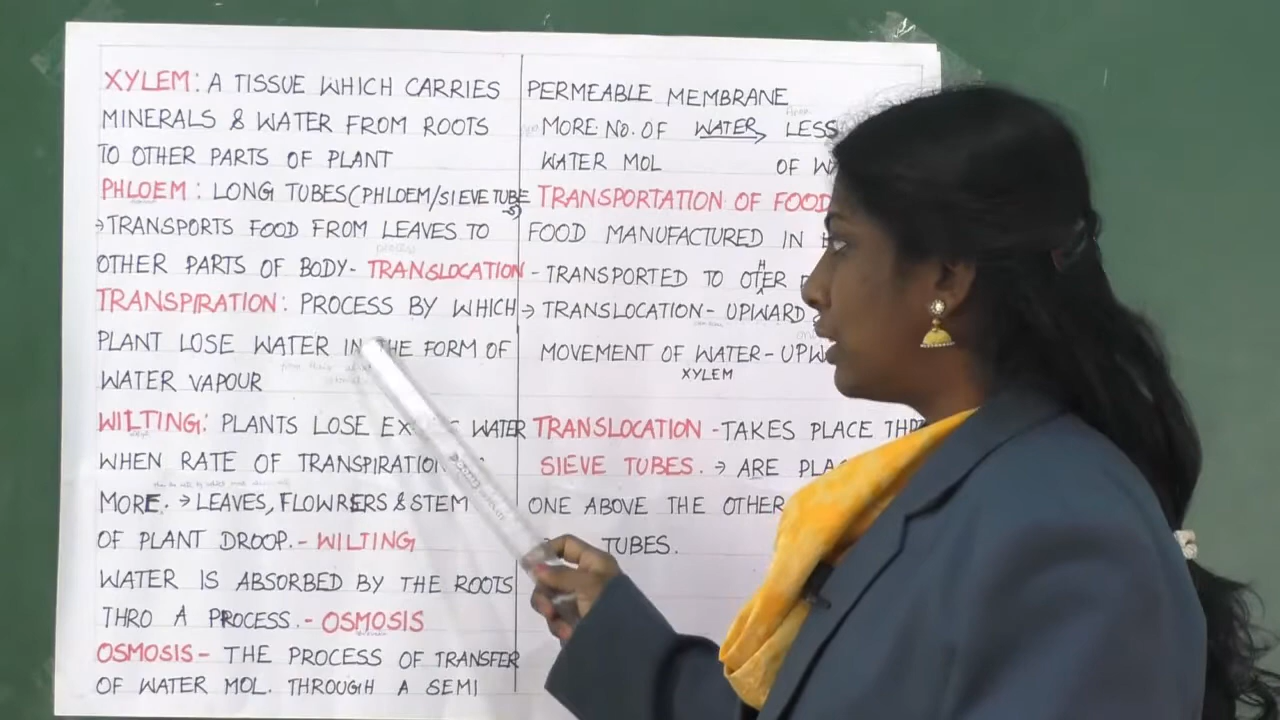 XYLEM: A TISSUE WHICH CARRIES
MINERALS & WATER FROM ROOTS
TO OTHER PARTS OF PLANT
PHLOEM: LONG TUBES (PHLOEM/SIEVE TUBE
S)
→TRANSPORTS FOOD FROM LEAVES TO
OTHER PARTS OF BODY- TRANSLOCATION
TRANSPIRATION: PROCESS BY WHICH
PLANT LOSE WATER IN THE FORM OF
WATER VAPOUR
WILTING: PLANTS LOSE WATER
WHEN RATE OF TRANSPIRATION
MORE. → LEAVES, FLOWRERS & STEM
OF PLANT DROOP.- WILTING
WATER IS ABSORBED BY THE ROOTS
THRO A PROCESS.- OSMOSIS
OSMOSIS- THE PROCESS OF TRANSFER
OF WATER MOL. THROUGH A SEMI
PERMEABLE MEMBRANE
MORE NO. OF WATER→ LESS
WATER MOL OF
TRANSPORTATION OF FOOD
FOOD MANUFACTURED IN
- TRANSPORTED TO OTHER
→ TRANSLOCATION- UPWARD
MOVEMENT OF WATER-
XYLEM
TRANSLOCATION - TAKES PLACE
SIEVE TUBES. → ARE
ONE ABOVE THE OTHER
TUBES.